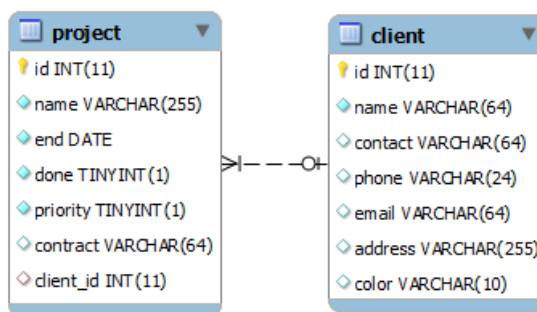 project
id INT(11)
name VARCHAR(255)
end DATE
done TINYINT(1)
priority TINYINT(1)
contract VARCHAR(64)
client_id INT(11)
client
id INT(11)
name VARCHAR(64)
contact VARCHAR(64)
phone VARCHAR(24)
email VARCHAR(64)
address VARCHAR(255)
color VARCHAR(10)